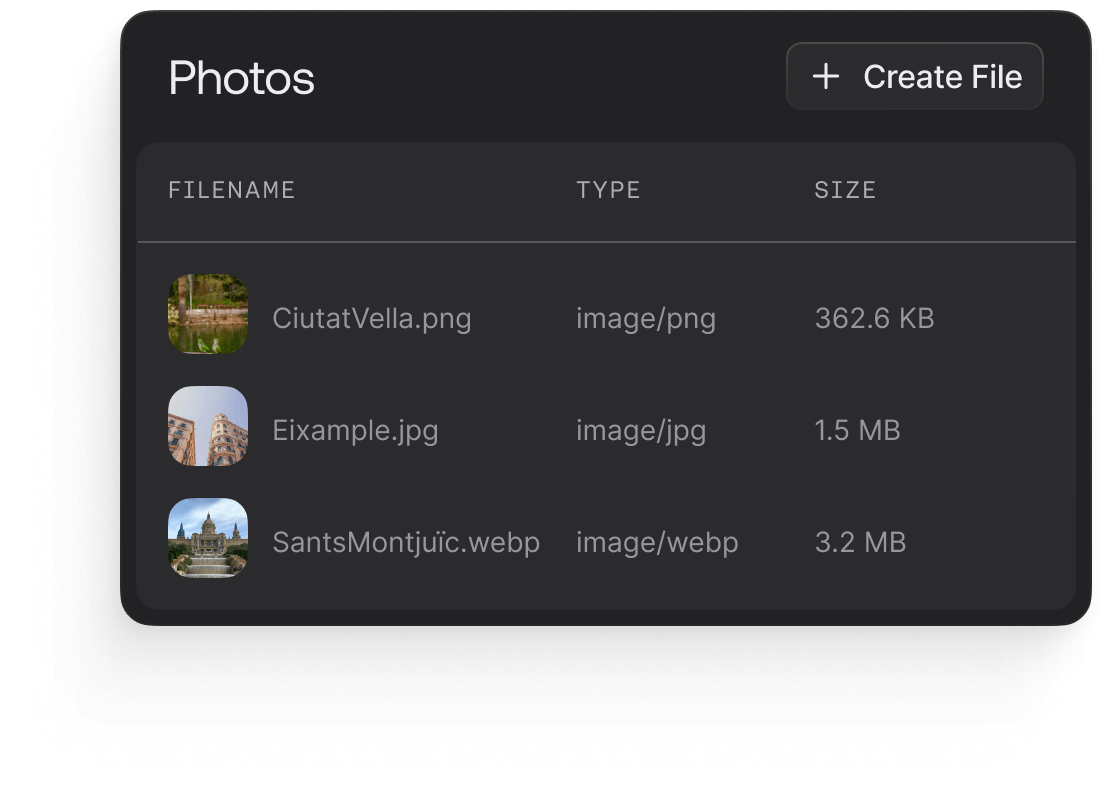 Photos
Create File
FILENAME TYPE SIZE
CiutatVella.png image/png 362.6 KB
Eixample.jpg image/jpg 1.5 MB
SantsMontjuïc.webp image/webp 3.2 MB